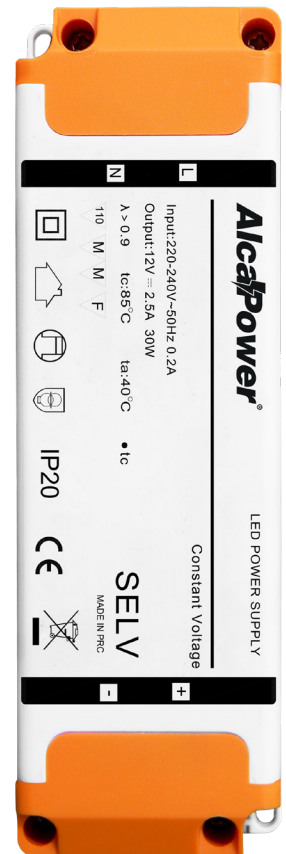 AlcaPower®
LED POWER SUPPLY
Constant Voltage
L
N
+
-
Input:220-240V~50Hz 0.2A
Output:12V ⎓ 2.5A 30W
λ>0.9 tc:85°C ta:40°C • tc
110 M M F
SELV
MADE IN PRC
IP20 CE